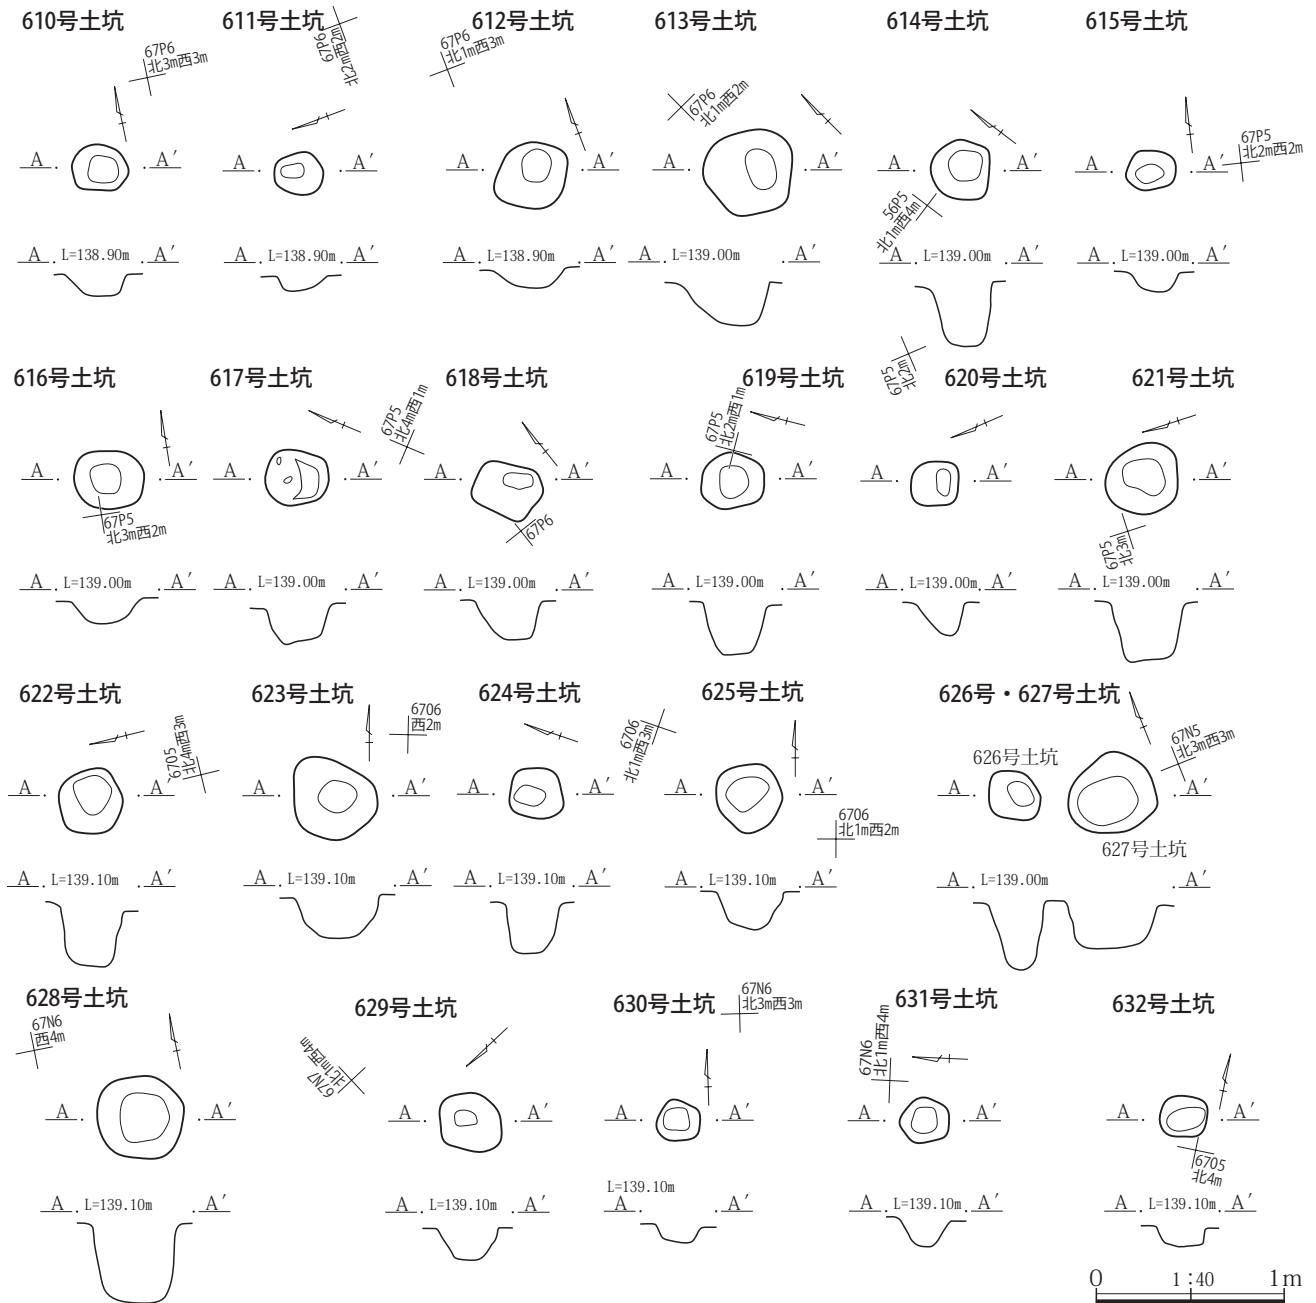 610号土坑
67P6
北3m西3m
A . . A′
A . L=138.90m . A′
611号土坑
67P6
北2m西2m
A . . A′
A . L=138.90m . A′
612号土坑
67P6
北1m西3m
A . . A′
A . L=138.90m . A′
613号土坑
67P6
北1m西2m
A . . A′
A . L=139.00m . A′
614号土坑
A . . A′
56P5
北1m西4m
A . L=139.00m . A′
615号土坑
67P5
北2m西2m
A . . A′
A . L=139.00m . A′
616号土坑
A . . A′
67P5
北3m西2m
A . L=139.00m . A′
617号土坑
67P5
北4m西1m
A . . A′
A . L=139.00m . A′
618号土坑
A . . A′
67P6
A . L=139.00m . A′
619号土坑
67P5
北2m西1m
A . . A′
A . L=139.00m . A′
620号土坑
67P5
北2m
A . . A′
A . L=139.00m . A′
621号土坑
A . . A′
67P5
北3m
A . L=139.00m . A′
622号土坑
6705
北4m西3m
A . . A′
A . L=139.10m . A′
623号土坑
6706
西2m
A . . A′
A . L=139.10m . A′
624号土坑
6706
北1m西3m
A . . A′
A . L=139.10m . A′
625号土坑
A . . A′
6706
北1m西2m
A . L=139.10m . A′
626号・627号土坑
67N5
北3m西3m
626号土坑
A . . A′
627号土坑
A . L=139.00m . A′
628号土坑
67N6
西4m
A . . A′
A . L=139.10m . A′
629号土坑
67N7
北1m西4m
A . . A′
A . L=139.10m . A′
630号土坑
67N6
北3m西3m
A . . A′
L=139.10m
A . . A′
631号土坑
67N6
北1m西4m
A . . A′
A . L=139.10m . A′
632号土坑
A . . A′
6705
北4m
A . L=139.10m . A′
0 1:40 1m